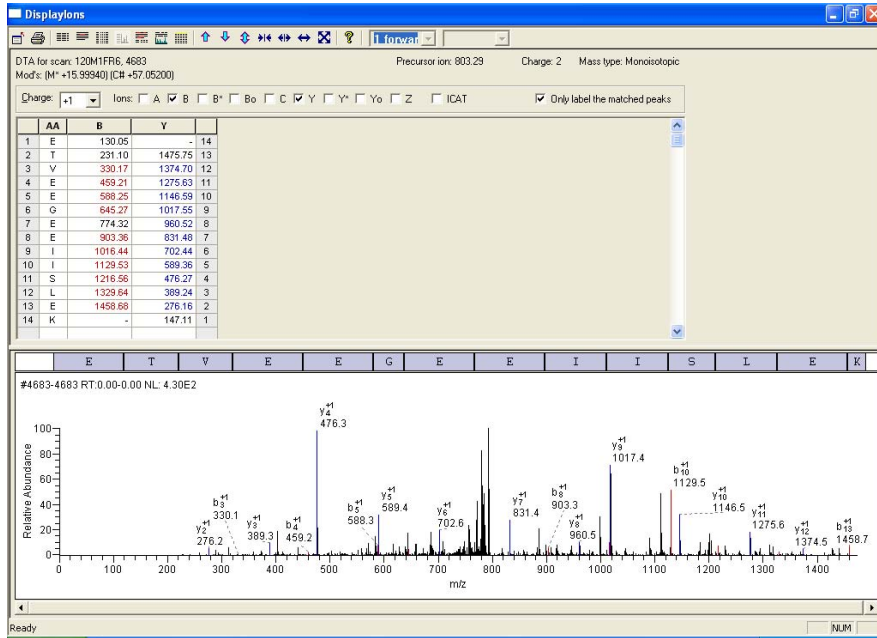 DisplayIons
1 forwar
DTA for scan: 120M1FR6, 4683 Precursor ion: 803.29 Charge: 2 Mass type: Monoisotopic
Mod's: (M* +15.99940) (C# +57.05200)
Charge: +1 Ions: A B B* Bo C Y Y* Yo Z ICAT Only label the matched peaks
AA B Y
1 E 130.05 - 14
2 T 231.10 1475.75 13
3 V 330.17 1374.70 12
4 E 459.21 1275.63 11
5 E 588.25 1146.59 10
6 G 645.27 1017.55 9
7 E 774.32 960.52 8
8 E 903.36 831.48 7
9 I 1016.44 702.44 6
10 I 1129.53 589.36 5
11 S 1216.56 476.27 4
12 L 1329.64 389.24 3
13 E 1458.68 276.16 2
14 K - 147.11 1
E T V E E G E E I I S L E K
#4683-4683 RT:0.00-0.00 NL: 4.30E2
Relative Abundance
100
80
60
40
20
0
y2+1
276.2
b3+1
330.1
y3+1
389.3
b4+1
459.2
y4+1
476.3
b5+1
588.3
y5+1
589.4
y6+1
702.6
y7+1
831.4
b8+1
903.3
y8+1
960.5
y9+1
1017.4
b10+1
1129.5
y10+1
1146.5
y11+1
1275.6
y12+1
1374.5
b13+1
1458.7
0 100 200 300 400 500 600 700 800 900 1000 1100 1200 1300 1400
m/z
Ready NUM